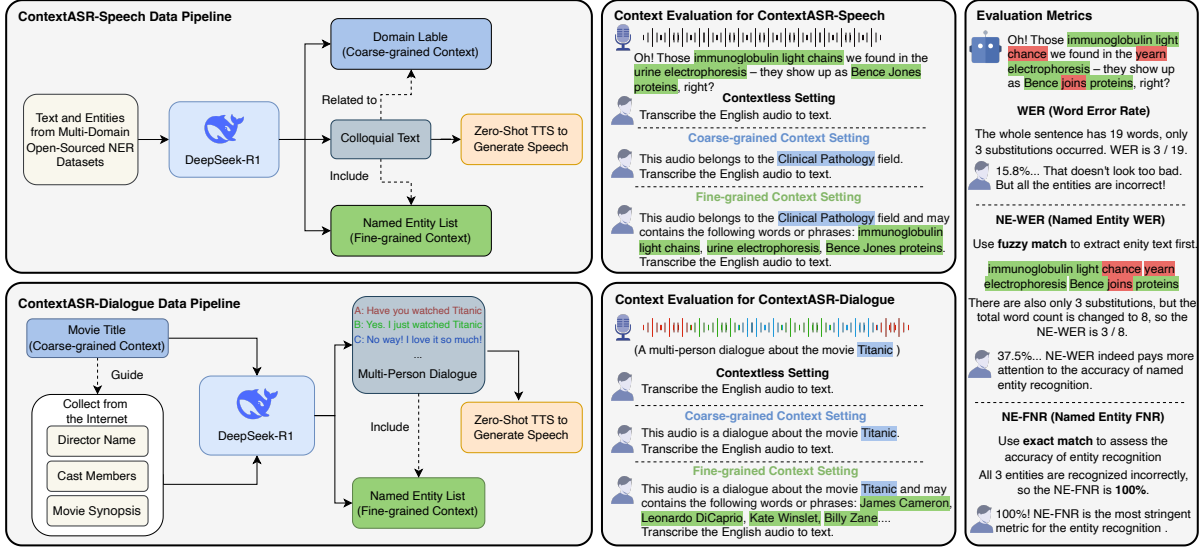 ContextASR-Speech Data Pipeline
Text and Entities
from Multi-Domain
Open-Sourced NER
Datasets
DeepSeek-R1
Domain Lable
(Coarse-grained Context)
Related to
Colloquial Text
Include
Zero-Shot TTS to
Generate Speech
Named Entity List
(Fine-grained Context)
ContextASR-Dialogue Data Pipeline
Movie Title
(Coarse-grained Context)
Guide
Collect from
the Internet
Director Name
Cast Members
Movie Synopsis
DeepSeek-R1
A: Have you watched Titanic
B: Yes. I just watched Titanic
C: No way! I love it so much!
...
Multi-Person Dialogue
Include
Zero-Shot TTS to
Generate Speech
Named Entity List
(Fine-grained Context)
Context Evaluation for ContextASR-Speech
Oh! Those immunoglobulin light chains we found in the
urine electrophoresis – they show up as Bence Jones
proteins, right?
Contextless Setting
Transcribe the English audio to text.
Coarse-grained Context Setting
This audio belongs to the Clinical Pathology field.
Transcribe the English audio to text.
Fine-grained Context Setting
This audio belongs to the Clinical Pathology field and may
contains the following words or phrases: immunoglobulin
light chains, urine electrophoresis, Bence Jones proteins.
Transcribe the English audio to text.
Context Evaluation for ContextASR-Dialogue
(A multi-person dialogue about the movie Titanic )
Contextless Setting
Transcribe the English audio to text.
Coarse-grained Context Setting
This audio is a dialogue about the movie Titanic.
Transcribe the English audio to text.
Fine-grained Context Setting
This audio is a dialogue about the movie Titanic and may
contains the following words or phrases: James Cameron,
Leonardo DiCaprio, Kate Winslet, Billy Zane....
Transcribe the English audio to text.
Evaluation Metrics
Oh! Those immunoglobulin light
chance we found in the yearn
electrophoresis – they show up
as Bence joins proteins, right?
WER (Word Error Rate)
The whole sentence has 19 words, only
3 substitutions occurred. WER is 3 / 19.
15.8%... That doesn't look too bad.
But all the entities are incorrect!
NE-WER (Named Entity WER)
Use fuzzy match to extract enity text first.
immunoglobulin light chance yearn
electrophoresis Bence joins proteins
There are also only 3 substitutions, but the
total word count is changed to 8, so the
NE-WER is 3 / 8.
37.5%... NE-WER indeed pays more
attention to the accuracy of named
entity recognition.
NE-FNR (Named Entity FNR)
Use exact match to assess the
accuracy of entity recognition
All 3 entities are recognized incorrectly,
so the NE-FNR is 100%.
100%! NE-FNR is the most stringent
metric for the entity recognition .